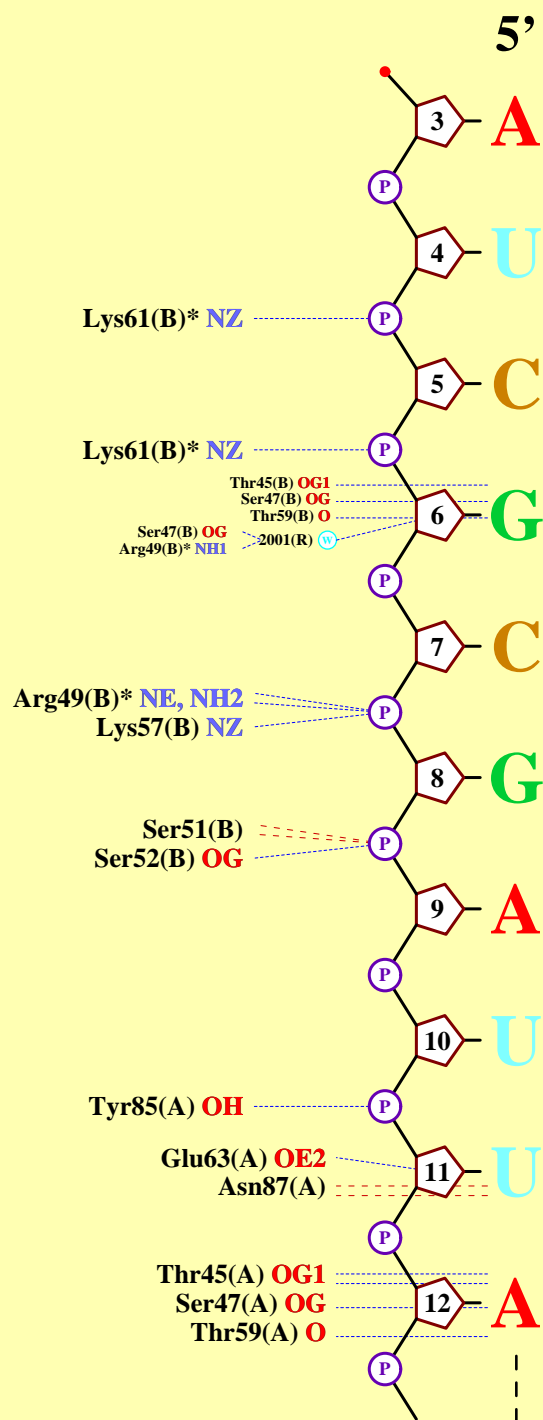 5’
3 A
P
4 U
Lys61(B)* NZ P
5 C
Lys61(B)* NZ P
Thr45(B) OG1
Ser47(B) OG
Thr59(B) O
6 G
Ser47(B) OG
Arg49(B)* NH1
2001(R) W
P
7 C
Arg49(B)* NE, NH2
P
Lys57(B) NZ
8 G
Ser51(B)
P
Ser52(B) OG
9 A
P
10 U
Tyr85(A) OH P
Glu63(A) OE2
11 U
Asn87(A)
P
Thr45(A) OG1
Ser47(A) OG
12 A
Thr59(A) O
P